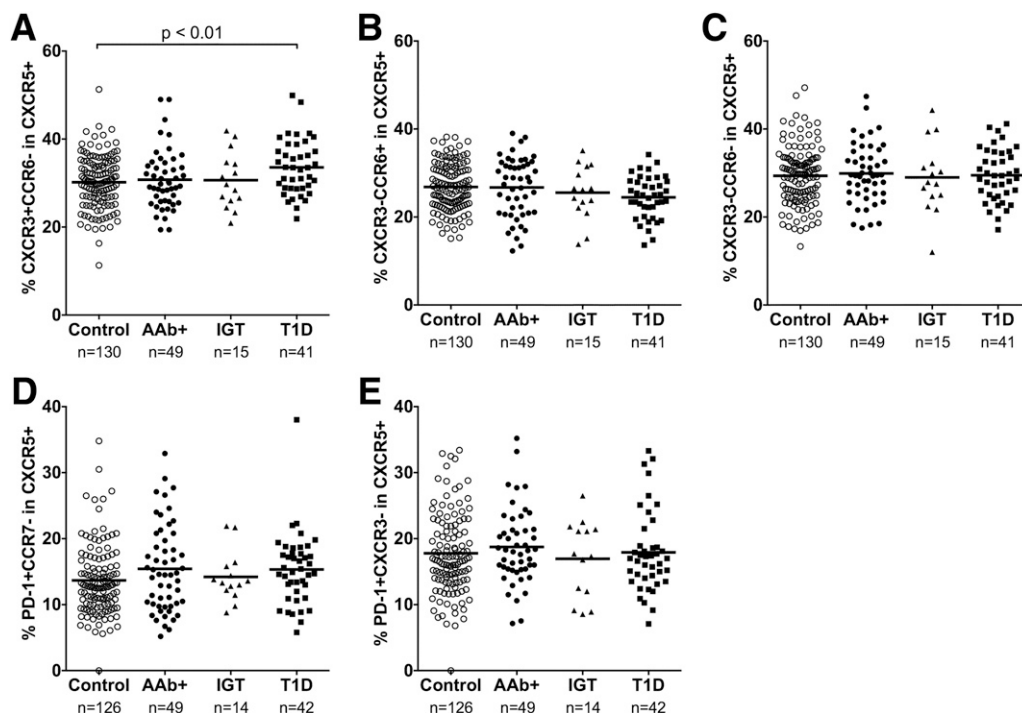 A
p < 0.01
% CXCR3+CCR6- in CXCR5+
60
40
20
0
Control AAb+ IGT T1D
n=130 n=49 n=15 n=41
B
% CXCR3-CCR6+ in CXCR5+
60
40
20
0
Control AAb+ IGT T1D
n=130 n=49 n=15 n=41
C
% CXCR3-CCR6- in CXCR5+
60
40
20
0
Control AAb+ IGT T1D
n=130 n=49 n=15 n=41
D
% PD-1+CCR7- in CXCR5+
40
30
20
10
0
Control AAb+ IGT T1D
n=126 n=49 n=14 n=42
E
% PD-1+CXCR3- in CXCR5+
40
30
20
10
0
Control AAb+ IGT T1D
n=126 n=49 n=14 n=42